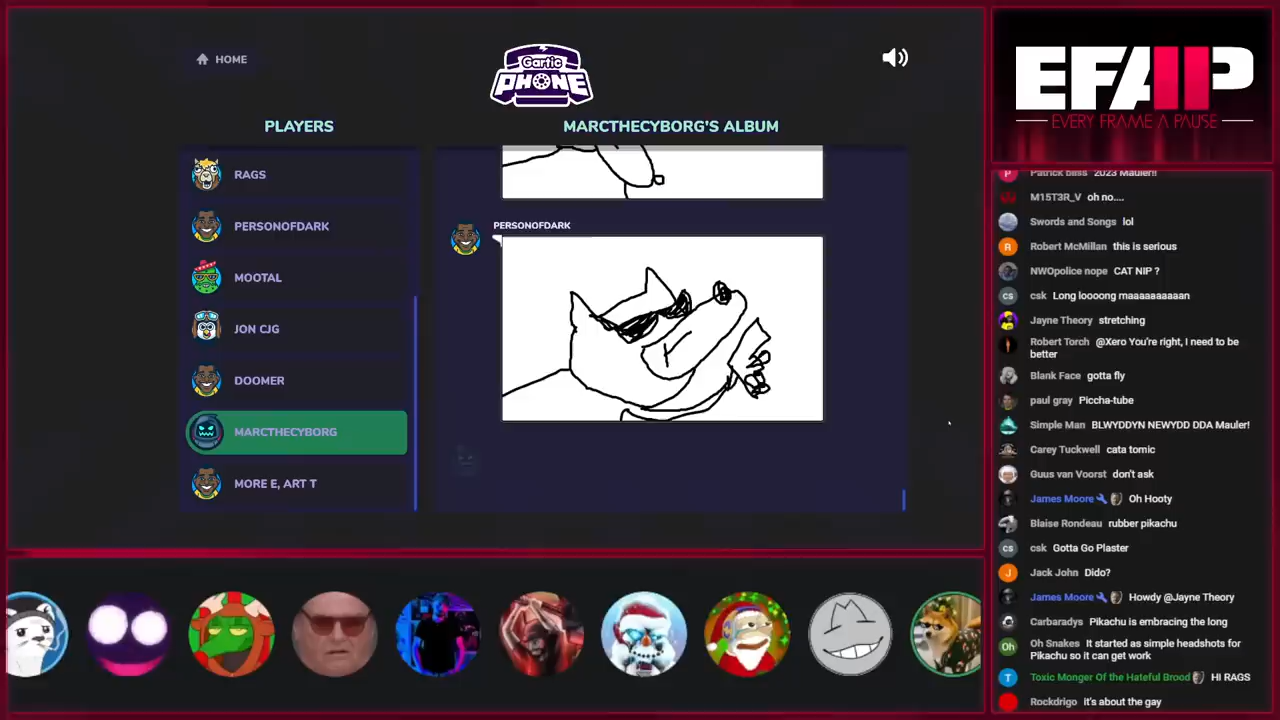 HOME
Gartic
PHONE
PLAYERS
RAGS
PERSONOFDARK
MOOTAL
JON CJG
DOOMER
MARCTHECYBORG
MORE E, ART T
MARCTHECYBORG'S ALBUM
PERSONOFDARK
EFAP
EVERY FRAME A PAUSE
P Patrick bliss 2023 Mauler!!
M15T3R_V oh no....
Swords and Songs lol
R Robert McMillan this is serious
NWOpolice nope CAT NIP ?
cs csk Long loooong maaaaaaaaaan
Jayne Theory stretching
Robert Torch @Xero You're right, I need to be
better
Blank Face gotta fly
paul gray Piccha-tube
Simple Man BLWYDDYN NEWYDD DDA Mauler!
Carey Tuckwell cata tomic
Guus van Voorst don't ask
James Moore Oh Hooty
Blaise Rondeau rubber pikachu
cs csk Gotta Go Plaster
J Jack John Dido?
James Moore Howdy @Jayne Theory
Carbaradys Pikachu is embracing the long
Oh Oh Snakes It started as simple headshots for
Pikachu so it can get work
T Toxic Monger Of the Hateful Brood HI RAGS
Rockdrigo it's about the gay